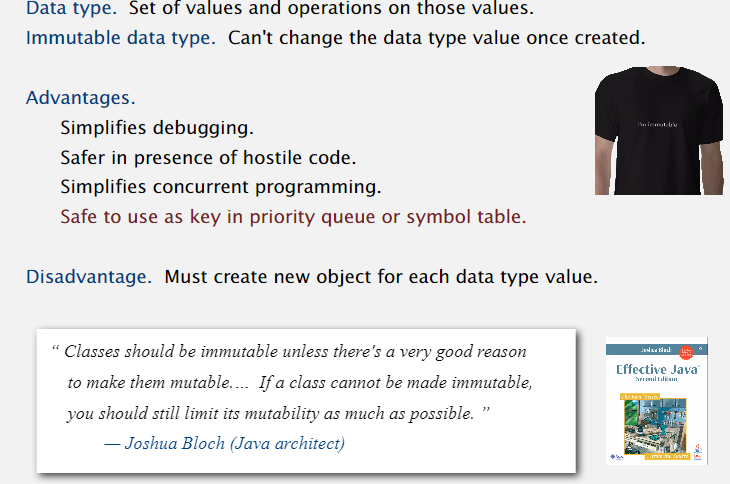 Data type. Set of values and operations on those values.
Immutable data type. Can't change the data type value once created.
Advantages.
I'm immutable
Simplifies debugging.
Safer in presence of hostile code.
Simplifies concurrent programming.
Safe to use as key in priority queue or symbol table.
Disadvantage. Must create new object for each data type value.
“ Classes should be immutable unless there's a very good reason
to make them mutable.… If a class cannot be made immutable,
you should still limit its mutability as much as possible. ”
— Joshua Bloch (Java architect)
Joshua Bloch
Effective Java™
Second Edition
The Java Series